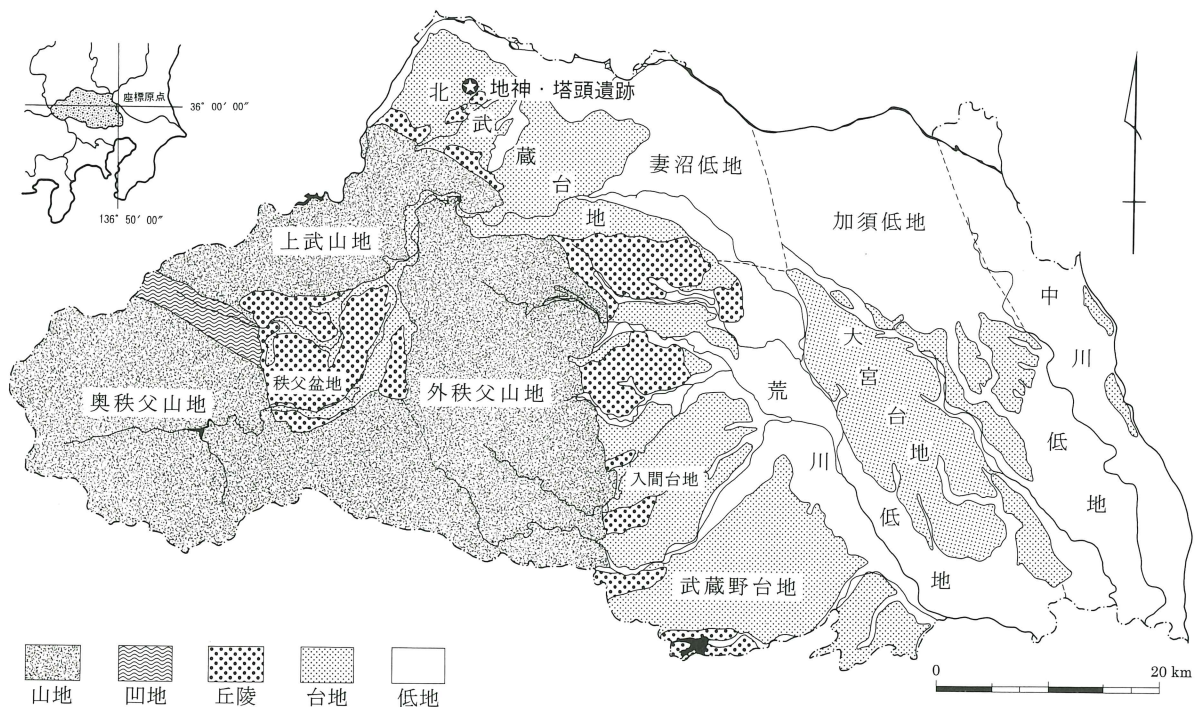 座標原点
36° 00′ 00″
136° 50′ 00″
地神・塔頭遺跡
北武蔵台地
妻沼低地
加須低地
上武山地
中川低地
大宮台地
秩父盆地
奥秩父山地
外秩父山地
荒川低地
入間台地
武蔵野台地
山地
凹地
丘陵
台地
低地
0
20 km